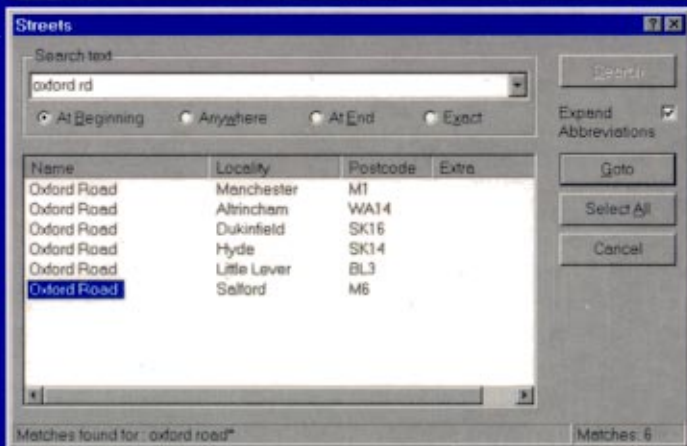 Streets
Search text
oxford rd
Search
At Beginning Anywhere At End Exact
Expand Abbreviations
Name Locality Postcode Extra
Oxford Road Manchester M1
Oxford Road Altrincham WA14
Oxford Road Dukinfield SK16
Oxford Road Hyde SK14
Oxford Road Little Lever BL3
Oxford Road Salford M6
Goto
Select All
Cancel
Matches found for: oxford road*
Matches: 6